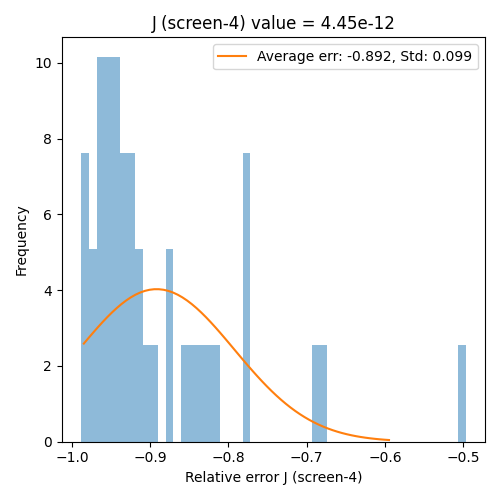 J (screen-4) value = 4.45e-12
Average err: -0.892, Std: 0.099
10
8
6
4
2
0
Frequency
−1.0 −0.9 −0.8 −0.7 −0.6 −0.5
Relative error J (screen-4)